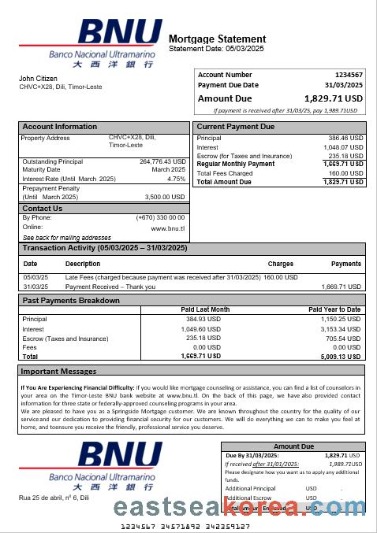 BNU
Banco Nacional Ultramarino
大西洋銀行
Mortgage Statement
Statement Date: 05/03/2025
John Citizen
CHVC+X28, Dili, Timor-Leste
Account Number 1234567
Payment Due Date 31/03/2025
Amount Due 1,829.71 USD
If payment is received after 31/03/25, pay 1,989.71USD
Account Information
Property Address CHVC+X28, Dili, Timor-Leste
Outstanding Principal 264,776.43 USD
Maturity Date March 2025
Interest Rate (Until March 2025) 4.75%
Prepayment Penalty
(Until March 2025) 3,500.00 USD
Contact Us
By Phone: (+670) 330 00 00
Online: www.bnu.tl
See back for mailing addresses
Current Payment Due
Principal 386.46 USD
Interest 1,048.07 USD
Escrow (for Taxes and Insurance) 235.18 USD
Regular Monthly Payment 1,669.71 USD
Total Fees Charged 160.00 USD
Total Amount Due 1,829.71 USD
Transaction Activity (05/03/2025 – 31/03/2025)
Date Description Charges Payments
05/03/25 Late Fees (charged because payment was received after 31/03/2025) 160.00 USD
31/03/25 Payment Received – Thank you 1,669.71 USD
Past Payments Breakdown
Paid Last Month Paid Year to Date
Principal 384.93 USD 1,150.25 USD
Interest 1,049.60 USD 3,153.34 USD
Escrow (Taxes and Insurance) 235.18 USD 705.54 USD
Fees 0.00 USD 0.00 USD
Total 1,669.71 USD 5,009.13 USD
Important Messages
If You Are Experiencing Financial Difficulty: If you would like mortgage counseling or assistance, you can find a list of counselors in
your area on the Timor-Leste BNU bank website at www.bnu.tl. On the back of this page, we have also provided contact
information for three state or federally-approved counseling programs in your area.
We are pleased to have you as a Springside Mortgage customer. We are known throughout the country for the quality of our
service and our dedication to providing financial security for our customers. We will do everything we can to make you feel at
home, and to ensure you receive the friendly, professional service you deserve.
BNU
Banco Nacional Ultramarino
大西洋銀行
Rua 25 de abril, nº 6, Dili
Amount Due
Due By 31/03/2025: 1,829.71 USD
If received after 31/03/2025: 1,989.71USD
Please designate how you want us to apply any additional
funds.
Additional Principal USD
Additional Escrow USD
USD
eastseakorea.com
1234567 34571892 342359127